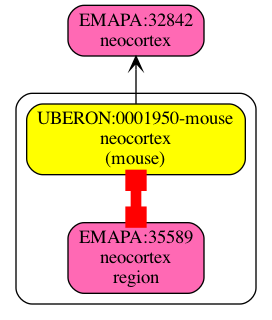 EMAPA:32842
neocortex
UBERON:0001950-mouse
neocortex
(mouse)
EMAPA:35589
neocortex
region